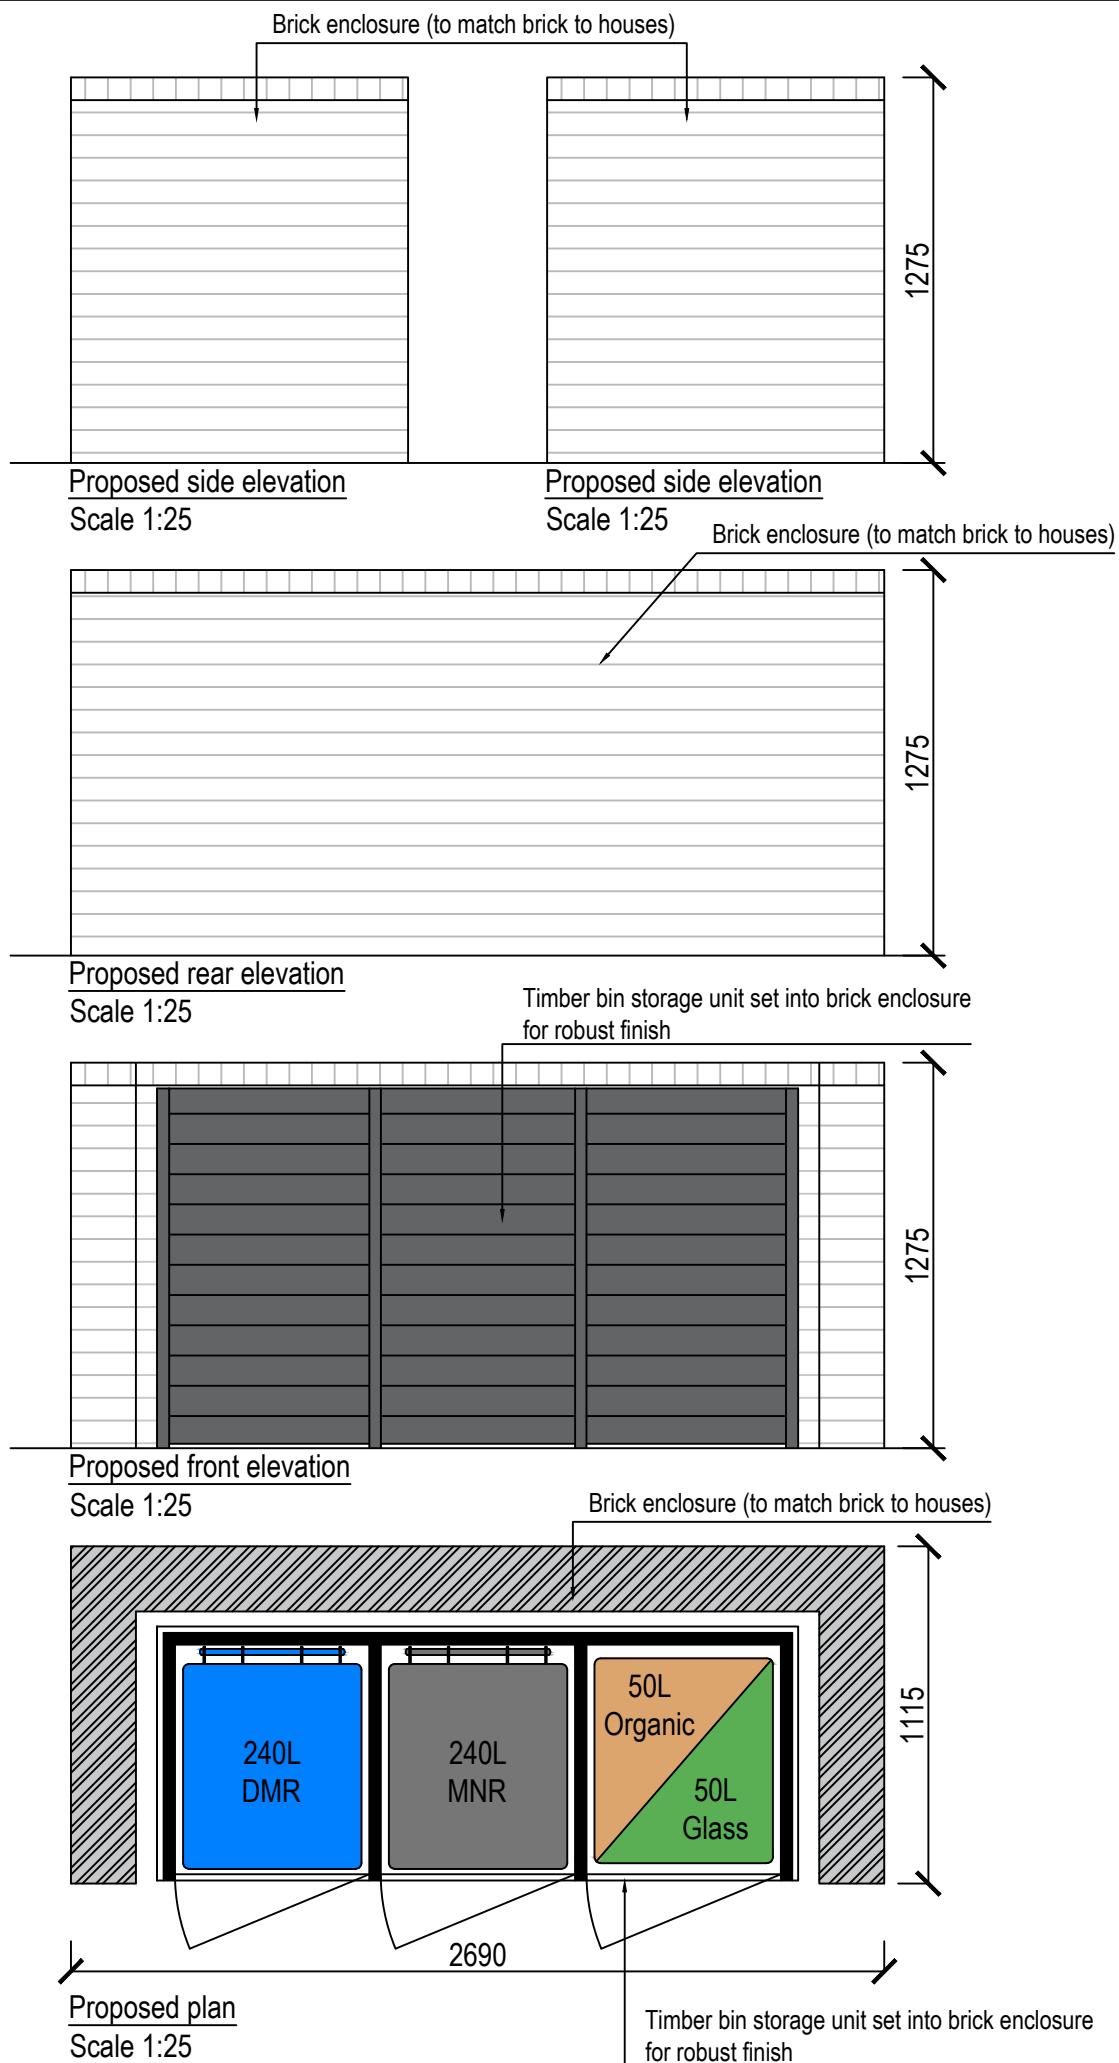 Brick enclosure (to match brick to houses)
1275
Proposed side elevation
Scale 1:25
Proposed side elevation
Scale 1:25
Brick enclosure (to match brick to houses)
1275
Proposed rear elevation
Scale 1:25
Timber bin storage unit set into brick enclosure
for robust finish
1275
Proposed front elevation
Scale 1:25
Brick enclosure (to match brick to houses)
240L
DMR
240L
MNR
50L
Organic
50L
Glass
1115
2690
Proposed plan
Scale 1:25
Timber bin storage unit set into brick enclosure
for robust finish